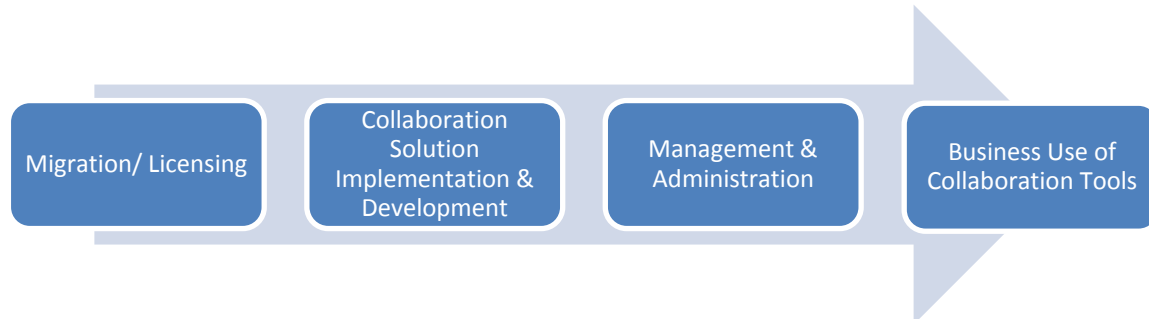 Migration/ Licensing
Collaboration
Solution
Implementation &
Development
Management &
Administration
Business Use of
Collaboration Tools